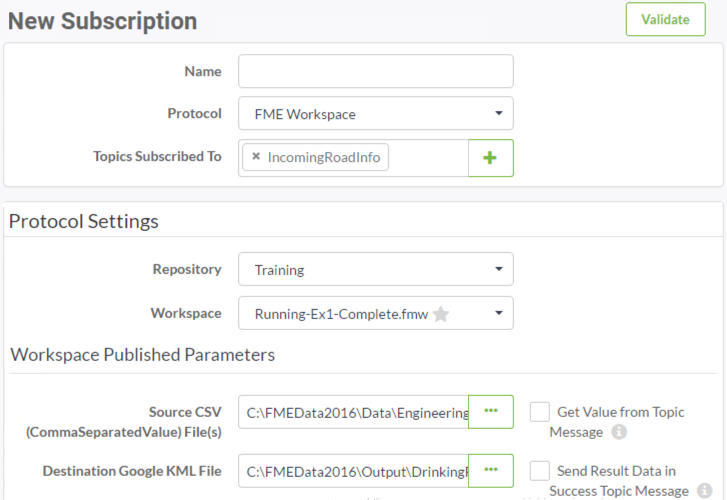 New Subscription
Validate
Name
Protocol
FME Workspace
Topics Subscribed To
× IncomingRoadInfo
+
Protocol Settings
Repository
Training
Workspace
Running-Ex1-Complete.fmw
Workspace Published Parameters
Source CSV
(CommaSeparatedValue) File(s)
C:\FMEData2016\Data\Engineering
...
Get Value from Topic
Message
Destination Google KML File
C:\FMEData2016\Output\Drinking
...
Send Result Data in
Success Topic Message